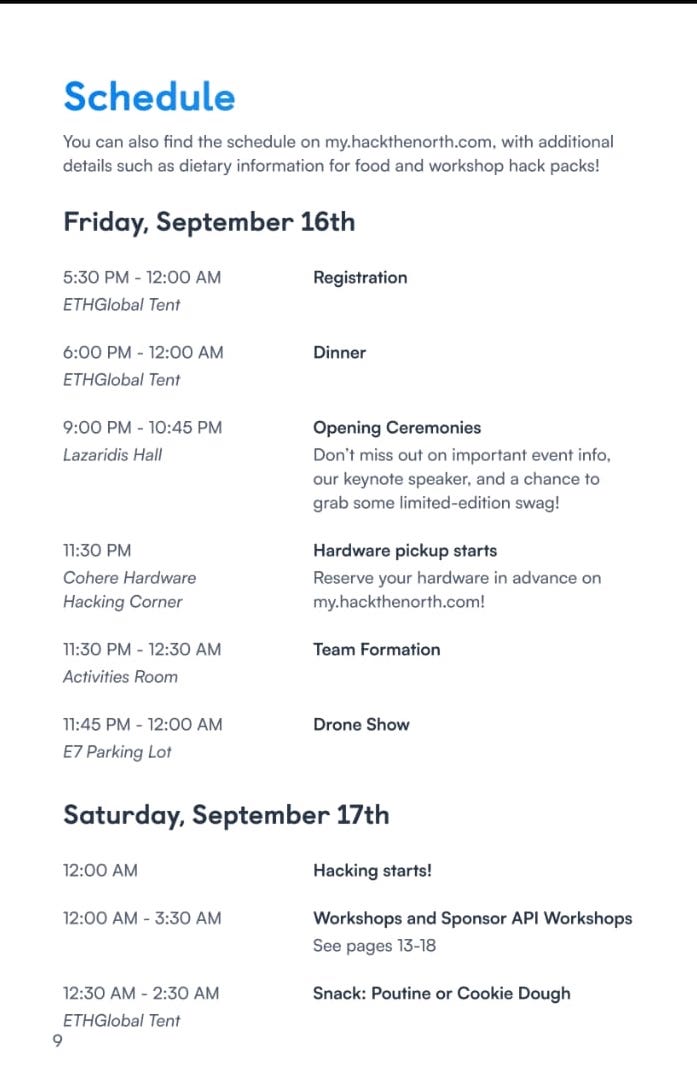 Schedule
You can also find the schedule on my.hackthenorth.com, with additional
details such as dietary information for food and workshop hack packs!
Friday, September 16th
5:30 PM - 12:00 AM
Registration
ETHGlobal Tent
6:00 PM - 12:00 AM
Dinner
ETHGlobal Tent
9:00 PM - 10:45 PM
Opening Ceremonies
Lazaridis Hall
Don't miss out on important event info,
our keynote speaker, and a chance to
grab some limited-edition swag!
11:30 PM
Hardware pickup starts
Cohere Hardware
Hacking Corner
Reserve your hardware in advance on
my.hackthenorth.com!
11:30 PM - 12:30 AM
Team Formation
Activities Room
11:45 PM - 12:00 AM
Drone Show
E7 Parking Lot
Saturday, September 17th
12:00 AM
Hacking starts!
12:00 AM - 3:30 AM
Workshops and Sponsor API Workshops
See pages 13-18
12:30 AM - 2:30 AM
Snack: Poutine or Cookie Dough
ETHGlobal Tent
9